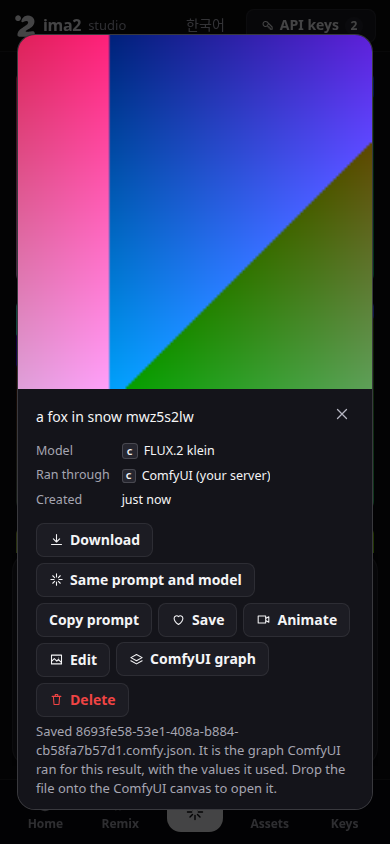 ima2 studio 한국어 API keys 2
a fox in snow mwz5s2lw
Model c FLUX.2 klein
Ran through c ComfyUI (your server)
Created just now
Download
Same prompt and model
Copy prompt Save Animate
Edit ComfyUI graph
Delete
Saved 8693fe58-53e1-408a-b884-
cb58fa7b57d1.comfy.json. It is the graph ComfyUI
ran for this result, with the values it used. Drop the
file onto the ComfyUI canvas to open it.
Home Remix Assets Keys